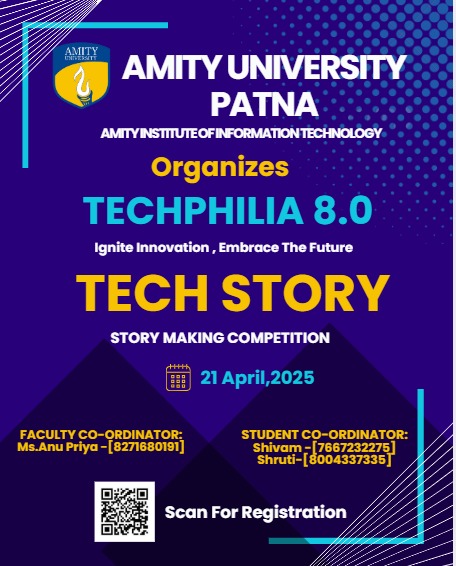 AMITY
UNIVERSITY
AMITY UNIVERSITY
PATNA
AMITY INSTITUTE OF INFORMATION TECHNOLOGY
Organizes
TECHPHILIA 8.0
Ignite Innovation , Embrace The Future
TECH STORY
STORY MAKING COMPETITION
21 April,2025
FACULTY CO-ORDINATOR:
Ms.Anu Priya -[8271680191]
STUDENT CO-ORDINATOR:
Shivam -[7667232275]
Shruti-[8004337335]
Scan For Registration